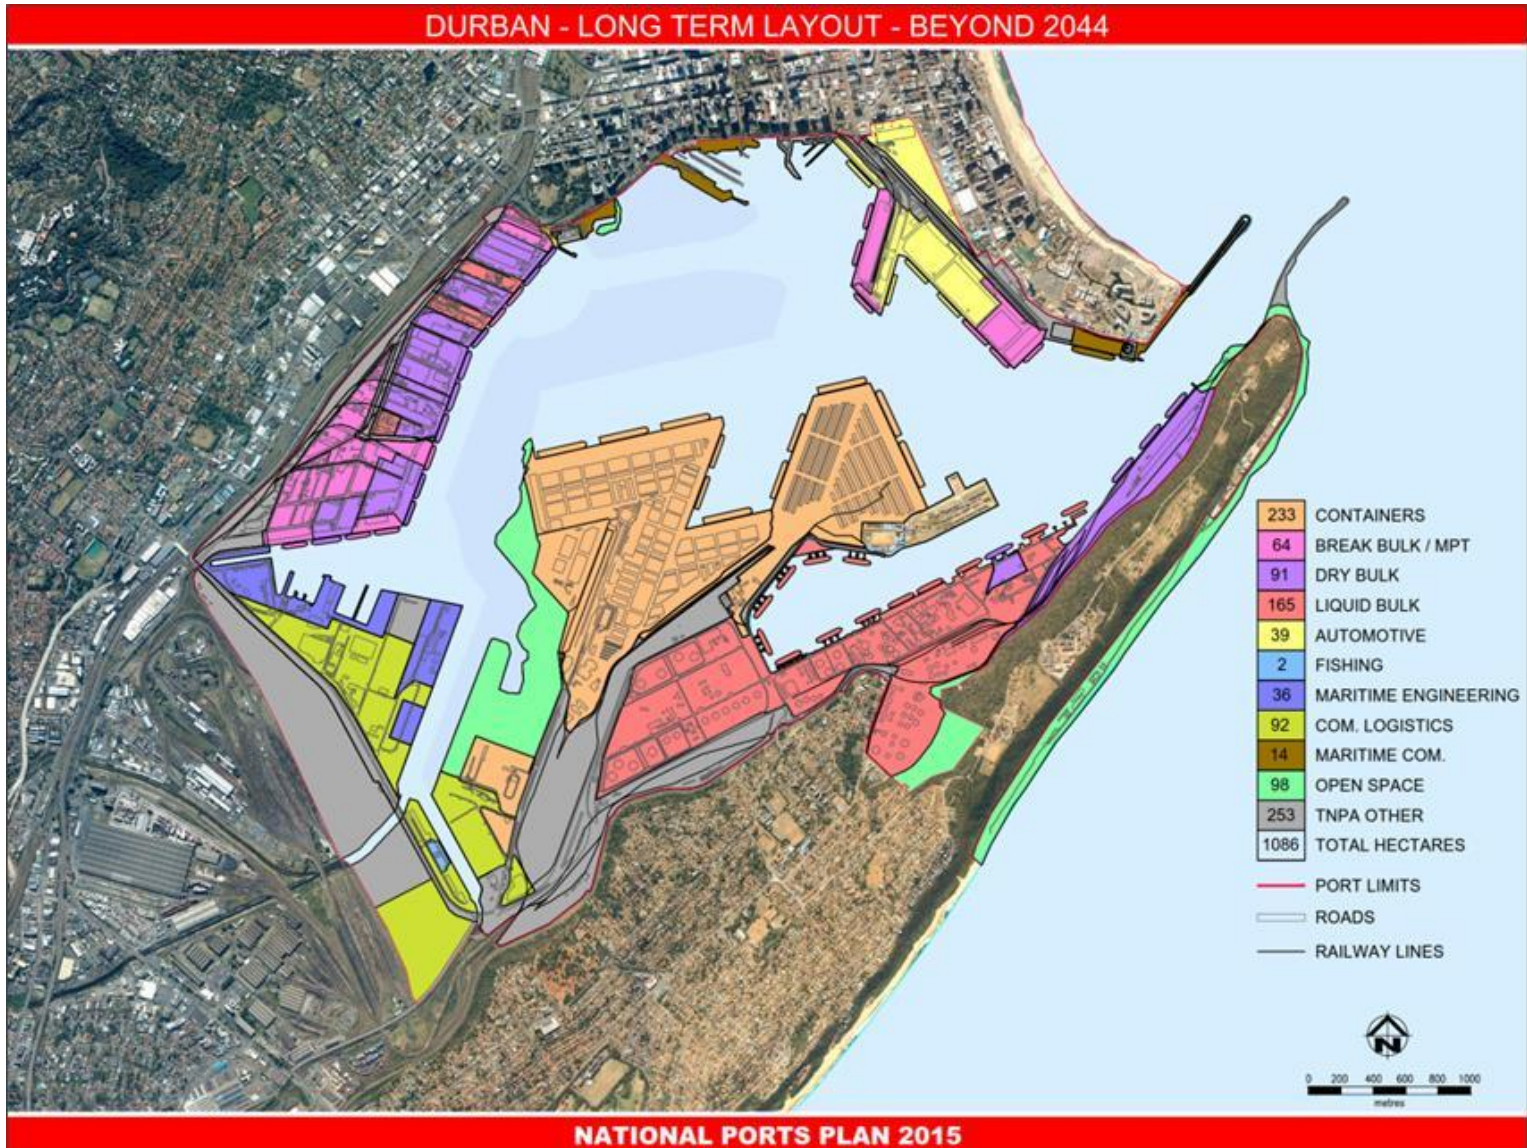 DURBAN - LONG TERM LAYOUT - BEYOND 2044
233 CONTAINERS
64 BREAK BULK / MPT
91 DRY BULK
165 LIQUID BULK
39 AUTOMOTIVE
2 FISHING
36 MARITIME ENGINEERING
92 COM. LOGISTICS
14 MARITIME COM.
98 OPEN SPACE
253 TNPA OTHER
1086 TOTAL HECTARES
PORT LIMITS
ROADS
RAILWAY LINES
N
0 200 400 600 800 1000
metres
NATIONAL PORTS PLAN 2015